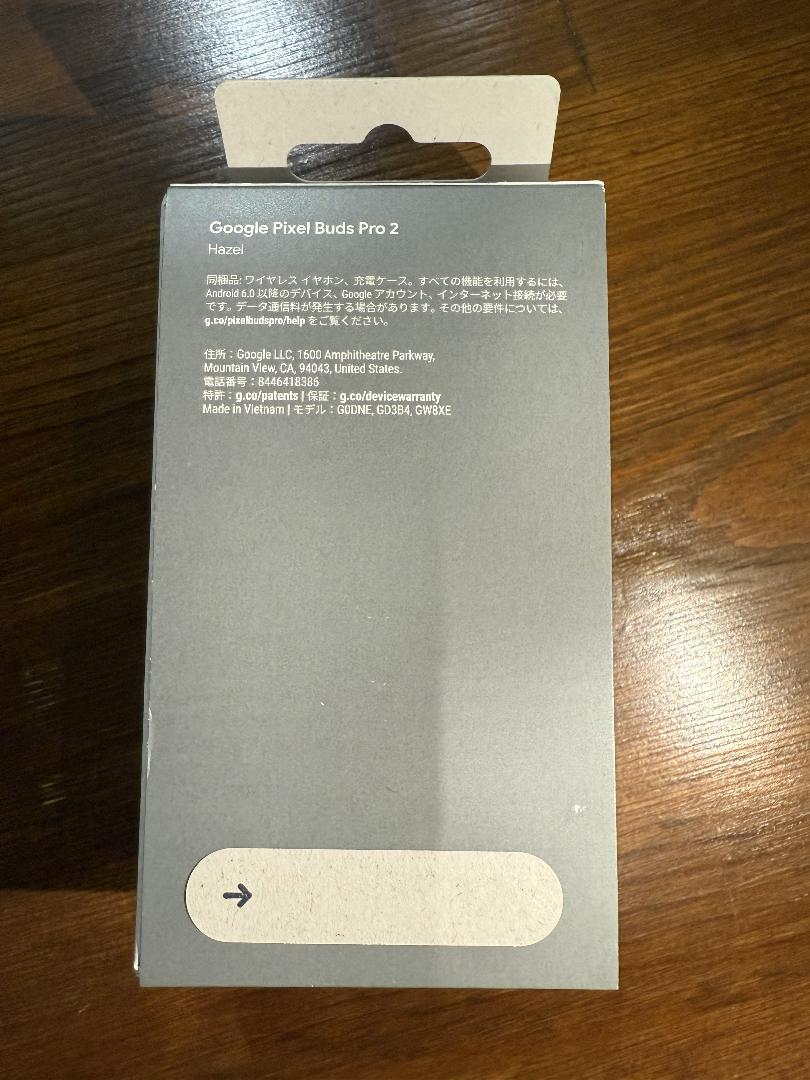 Google Pixel Buds Pro 2
Hazel
同梱品: ワイヤレス イヤホン、充電ケース。すべての機能を利用するには、
Android 6.0 以降のデバイス、Google アカウント、インターネット接続が必要
です。データ通信料が発生する場合があります。その他の要件については、
g.co/pixelbudspro/help をご覧ください。
住所：Google LLC, 1600 Amphitheatre Parkway,
Mountain View, CA, 94043, United States.
電話番号：8446418386
特許：g.co/patents | 保証：g.co/devicewarranty
Made in Vietnam | モデル：G0DNE, GD3B4, GW8XE